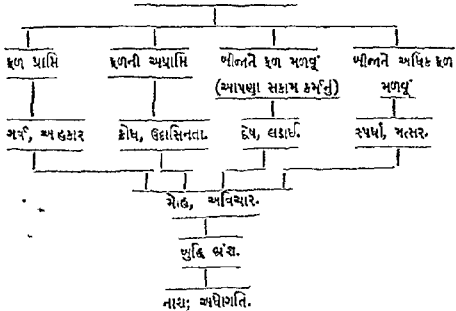 ફળ પ્રાપ્તિ
ફળની અપ્રાપ્તિ
બીજાને ફળ મળવૂં
(આપણા સકામ કર્મનું)
બીજાને અધિક ફળ
મળવૂં
ગર્વ, અહંકાર
ક્રોધ, ઉદાસિનતા.
દ્વેષ, લડાઈ.
સ્પર્ધા, મત્સર.
મોહ, અવિચાર.
બુદ્ધિ ભ્રંશ.
નાશ; અધોગતિ.